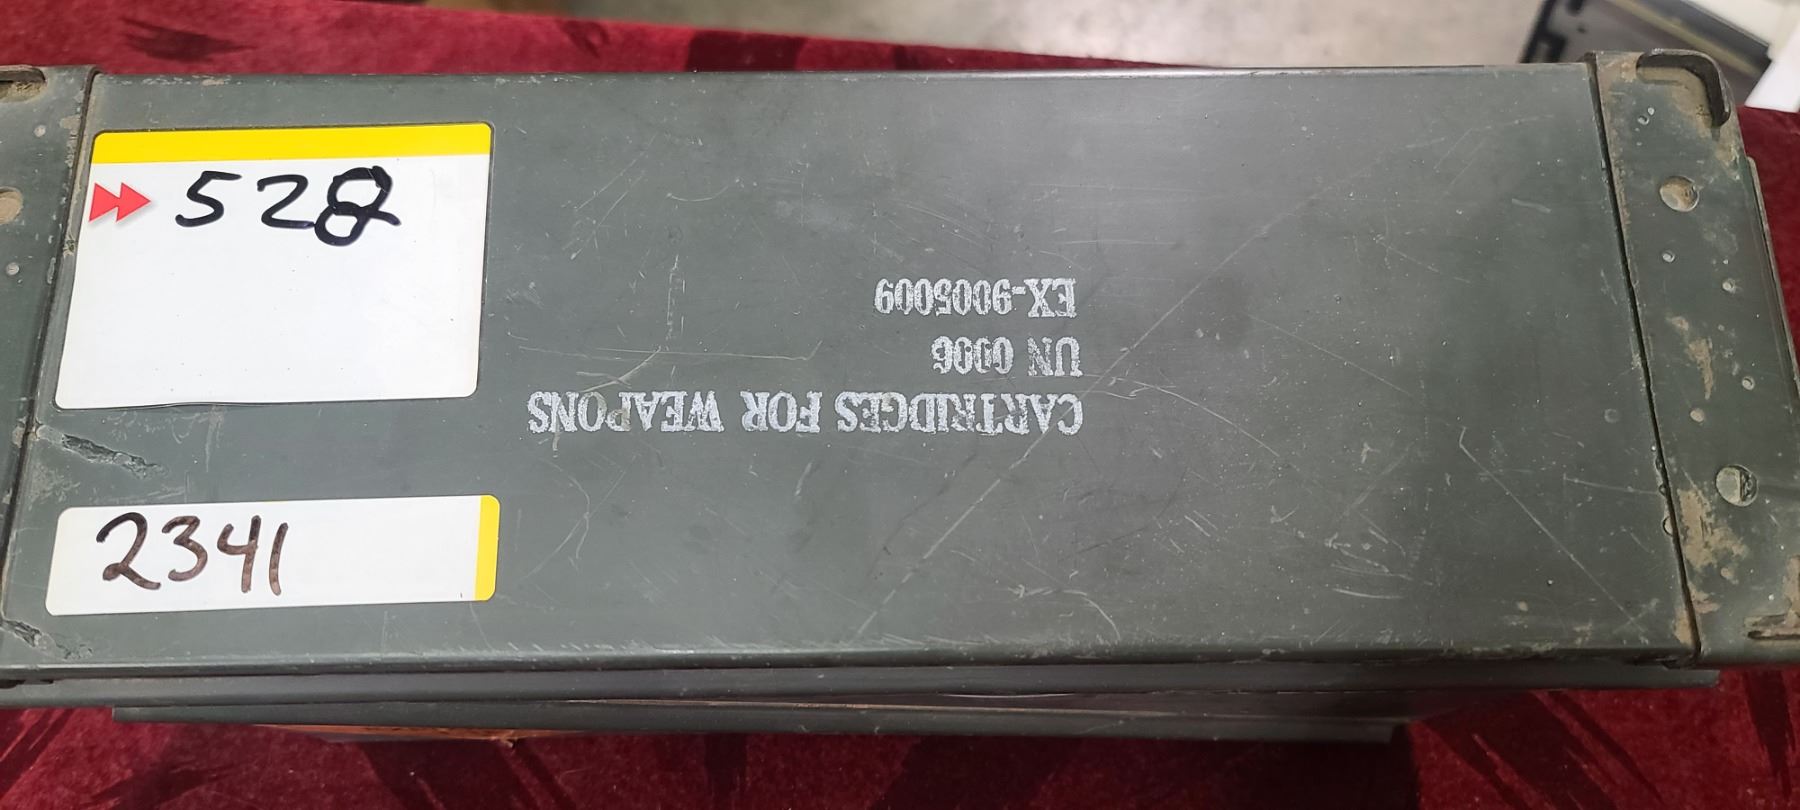 528
2341
CARTRIDGES FOR WEAPONS
UN 0006
EX-9005009